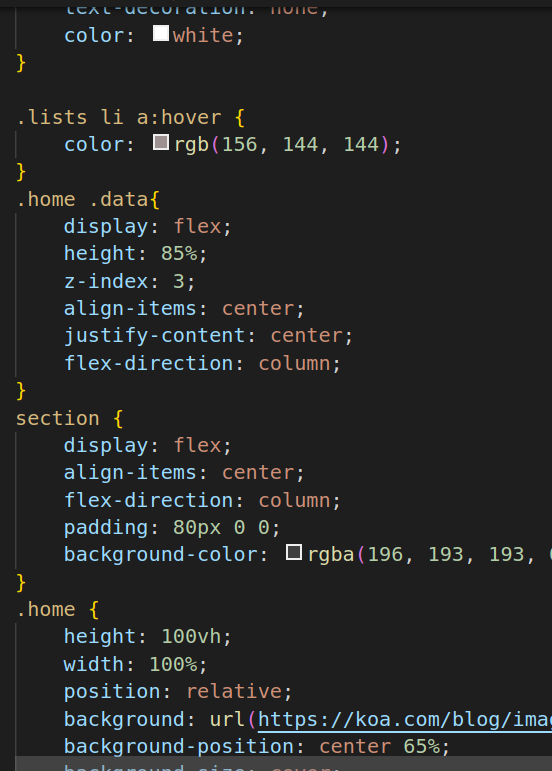 text-decoration: none;
color: white;
}
.lists li a:hover {
color: rgb(156, 144, 144);
}
.home .data{
display: flex;
height: 85%;
z-index: 3;
align-items: center;
justify-content: center;
flex-direction: column;
}
section {
display: flex;
align-items: center;
flex-direction: column;
padding: 80px 0 0;
background-color: rgba(196, 193, 193,
}
.home {
height: 100vh;
width: 100%;
position: relative;
background: url(https://koa.com/blog/ima
background-position: center 65%;
background-size: cover;